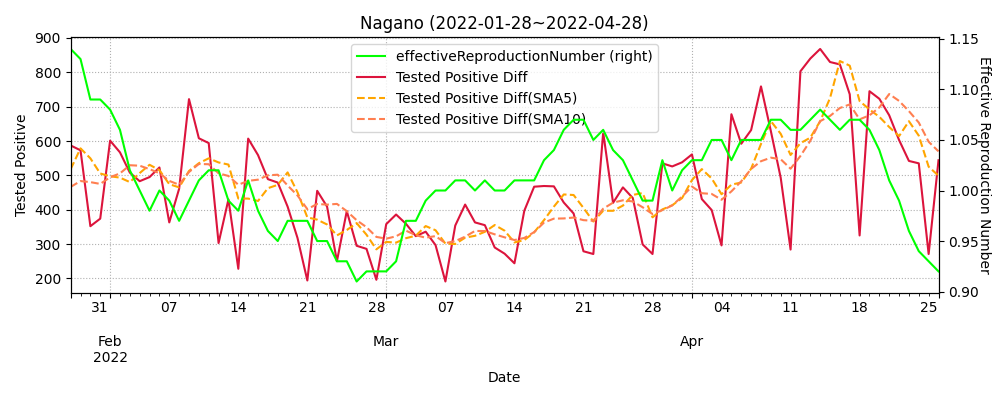 Nagano (2022-01-28~2022-04-28)
effectiveReproductionNumber (right)
Tested Positive Diff
Tested Positive Diff(SMA5)
Tested Positive Diff(SMA10)
Tested Positive
900
800
700
600
500
400
300
200
Effective Reproduction Number
1.15
1.10
1.05
1.00
0.95
0.90
31 07 14 21 28 07 14 21 28 04 11 18 25
Feb Mar Apr
2022
Date